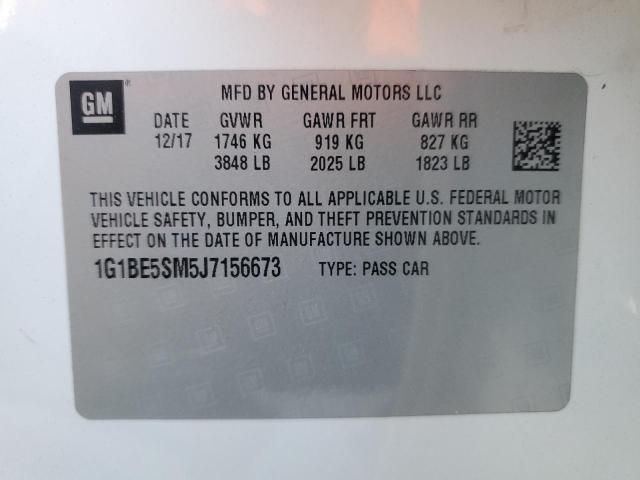 GM ®
MFD BY GENERAL MOTORS LLC
DATE GVWR GAWR FRT GAWR RR
12/17 1746 KG 919 KG 827 KG
3848 LB 2025 LB 1823 LB
THIS VEHICLE CONFORMS TO ALL APPLICABLE U.S. FEDERAL MOTOR
VEHICLE SAFETY, BUMPER, AND THEFT PREVENTION STANDARDS IN
EFFECT ON THE DATE OF MANUFACTURE SHOWN ABOVE.
1G1BE5SM5J7156673 TYPE: PASS CAR